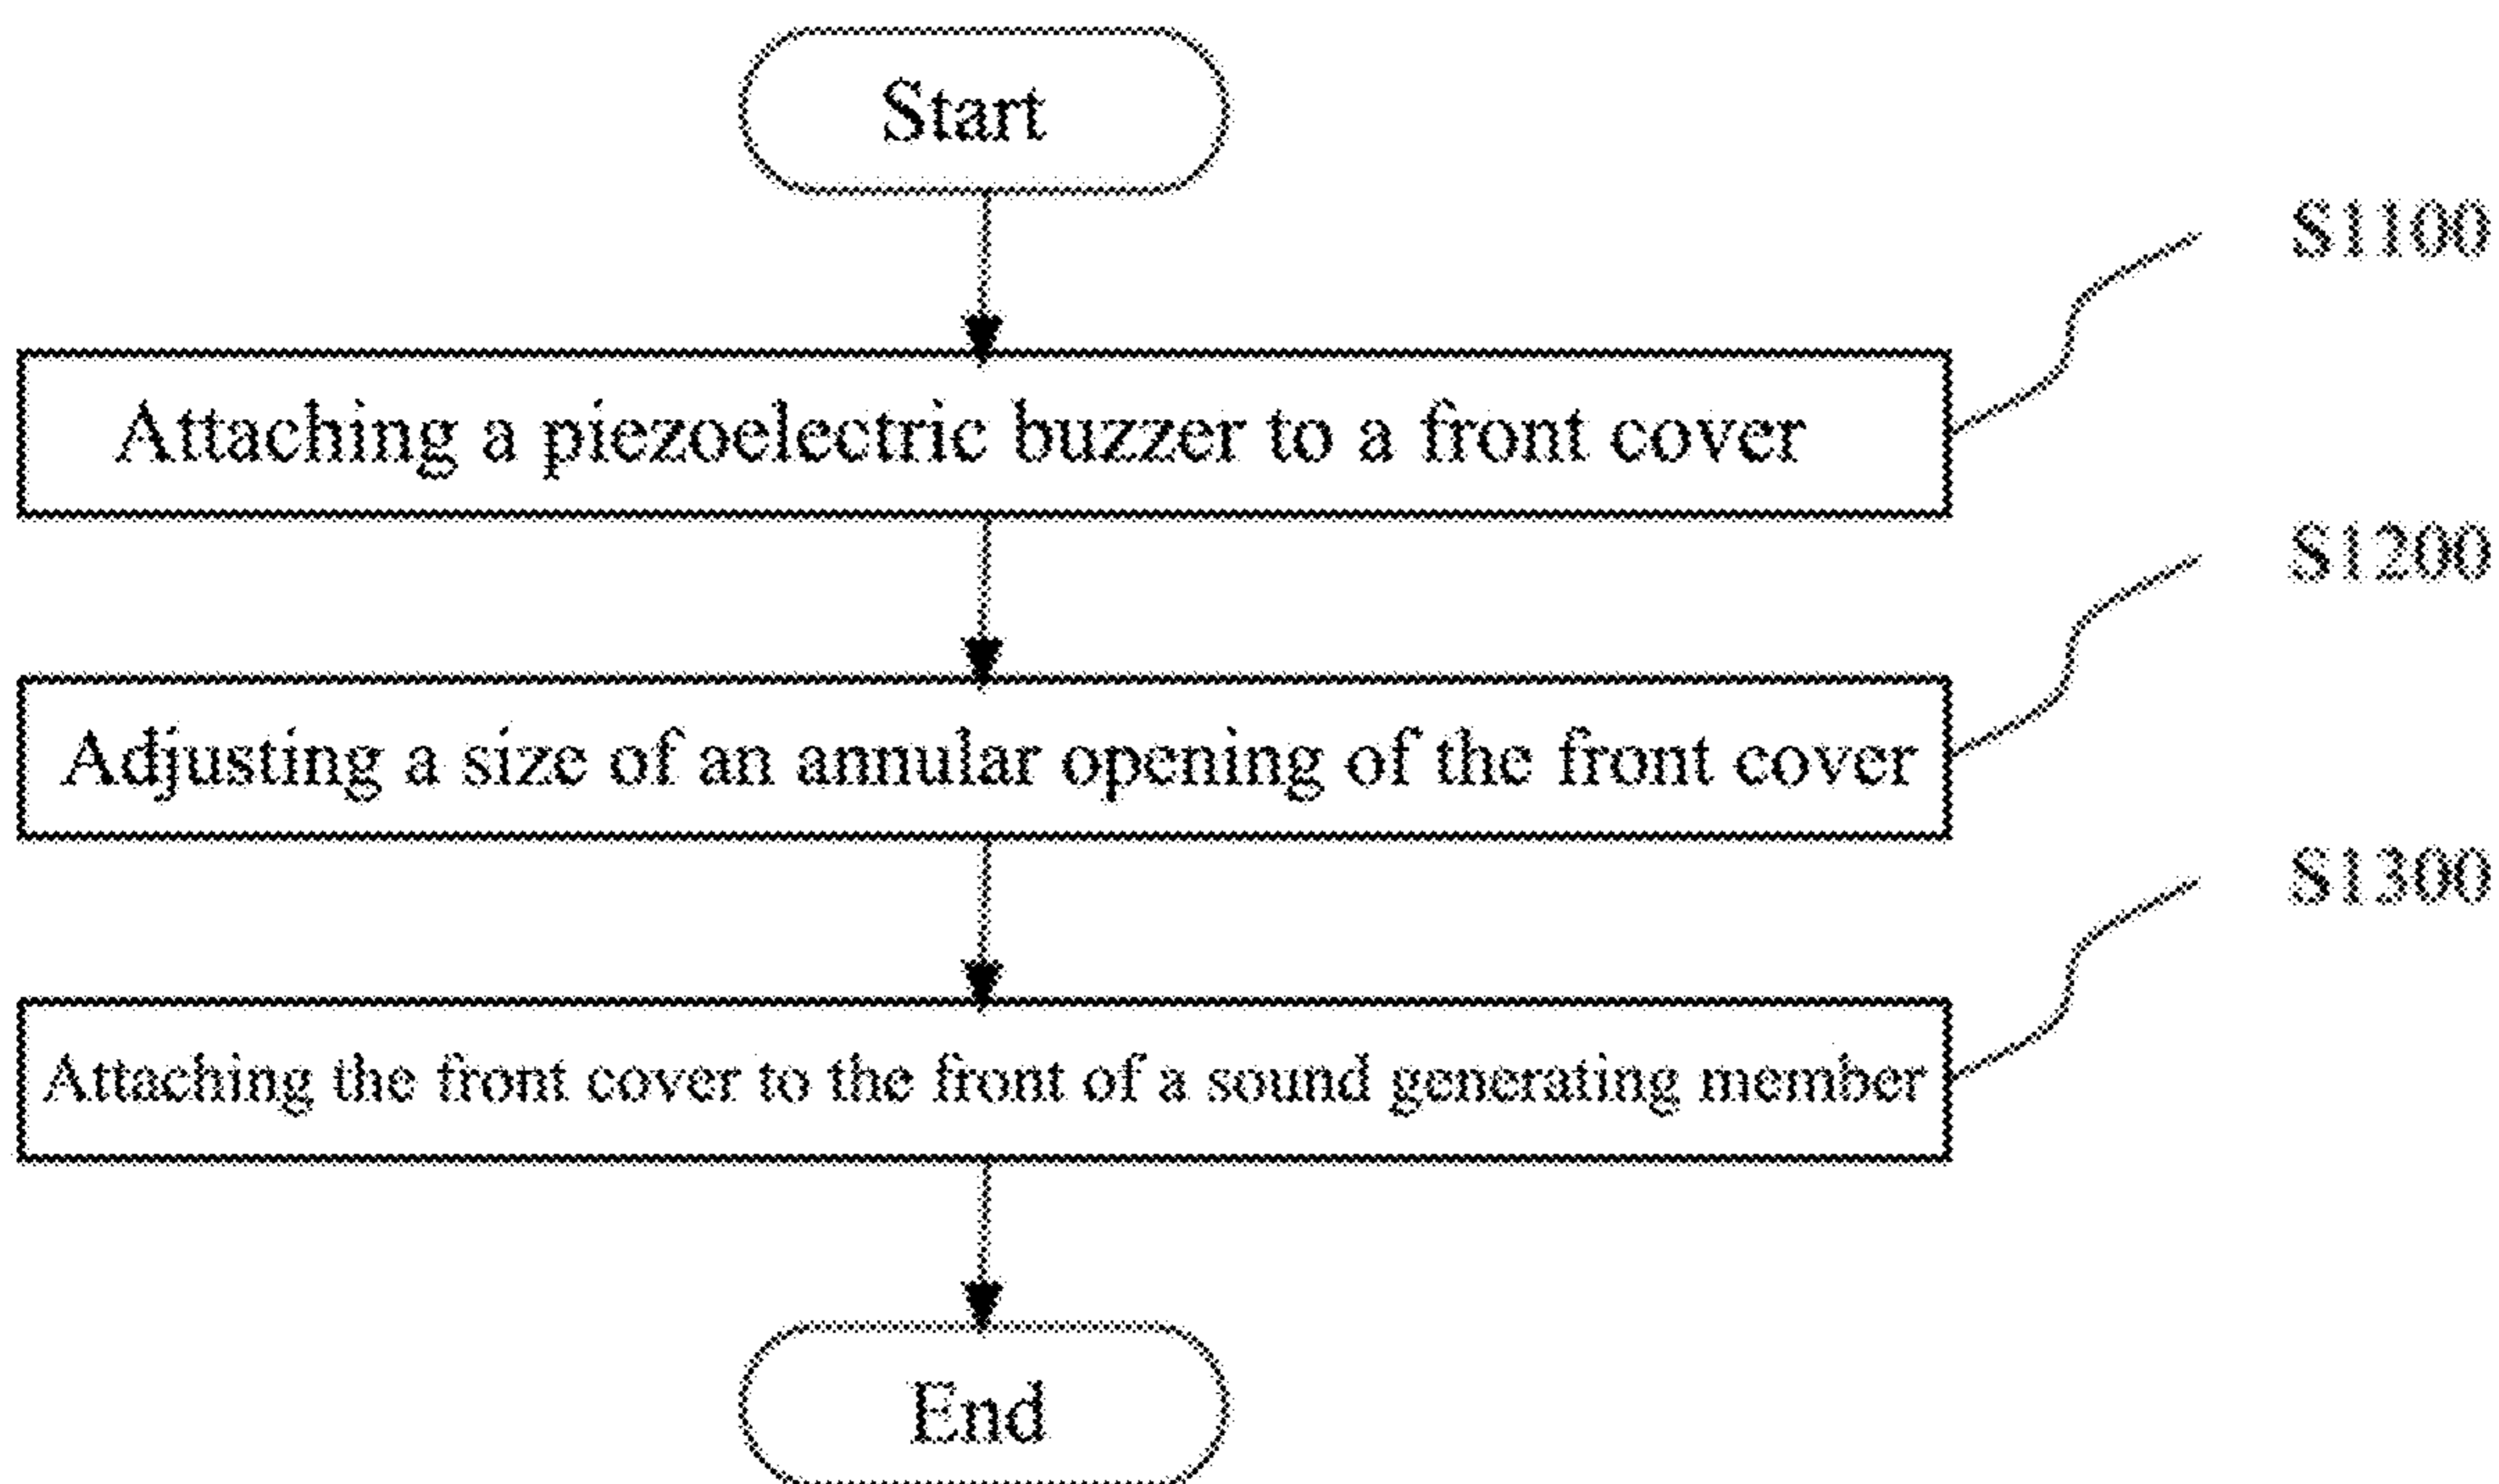 Start
S1100
Attaching a piezoelectric buzzer to a front cover
S1200
Adjusting a size of an annular opening of the front cover
S1300
Attaching the front cover to the front of a sound generating member
End